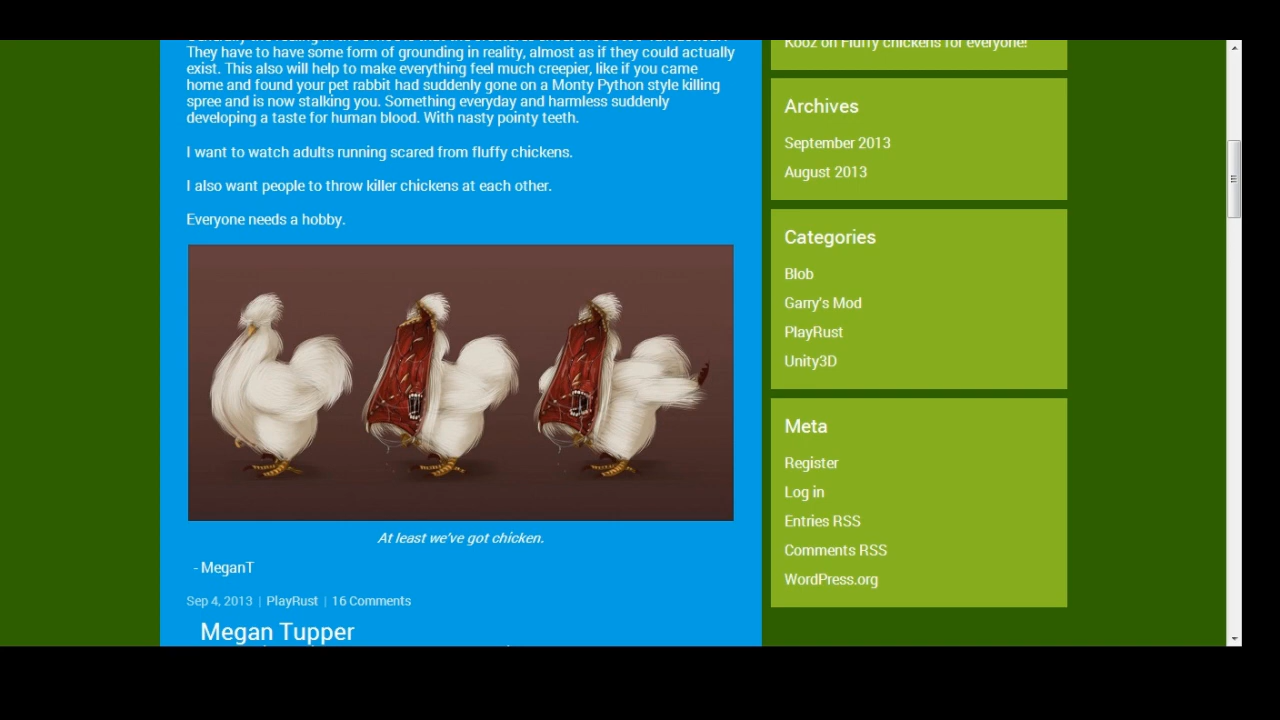 They have to have some form of grounding in reality, almost as if they could actually
exist. This also will help to make everything feel much creepier, like if you came
home and found your pet rabbit had suddenly gone on a Monty Python style killing
spree and is now stalking you. Something everyday and harmless suddenly
developing a taste for human blood. With nasty pointy teeth.
I want to watch adults running scared from fluffy chickens.
I also want people to throw killer chickens at each other.
Everyone needs a hobby.
At least we've got chicken.
- MeganT
Sep 4, 2013 | PlayRust | 16 Comments
Megan Tupper
Kooz on Fluffy chickens for everyone!
Archives
September 2013
August 2013
Categories
Blob
Garry's Mod
PlayRust
Unity3D
Meta
Register
Log in
Entries RSS
Comments RSS
WordPress.org